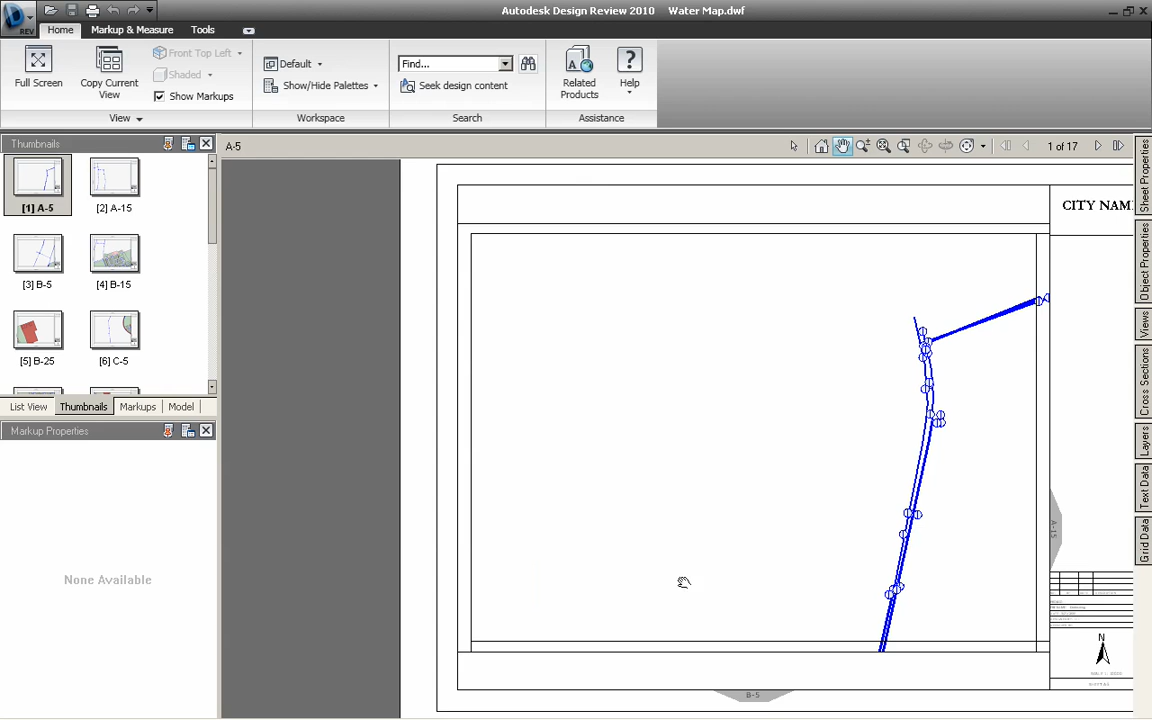 Autodesk Design Review 2010 Water Map.dwf
REV
Home Markup & Measure Tools
Full Screen
Copy Current View
Front Top Left
Shaded
Show Markups
View
Default
Show/Hide Palettes
Workspace
Find...
Seek design content
Search
Related Products
Help
Assistance
Thumbnails
A-5
1 of 17
[1] A-5
[2] A-15
[3] B-5
[4] B-15
[5] B-25
[6] C-5
List View Thumbnails Markups Model
Markup Properties
None Available
CITY NAM
A-15
B-5
N
Sheet Properties
Object Properties
Views
Cross Sections
Layers
Text Data
Grid Data